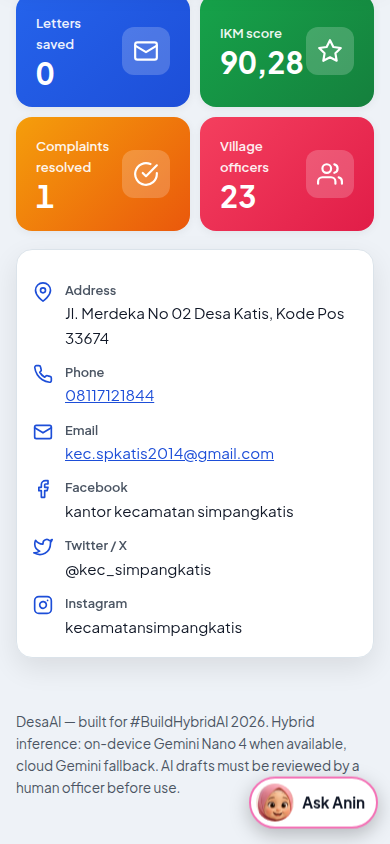 Letters
saved
0
IKM score
90,28
Complaints
resolved
1
Village
officers
23
Address
Jl. Merdeka No 02 Desa Katis, Kode Pos
33674
Phone
08117121844
Email
kec.spkatis2014@gmail.com
Facebook
kantor kecamatan simpangkatis
Twitter / X
@kec_simpangkatis
Instagram
kecamatansimpangkatis
DesaAI — built for #BuildHybridAI 2026. Hybrid
inference: on-device Gemini Nano 4 when available,
cloud Gemini fallback. AI drafts must be reviewed by a
human officer before use.
Ask Anin